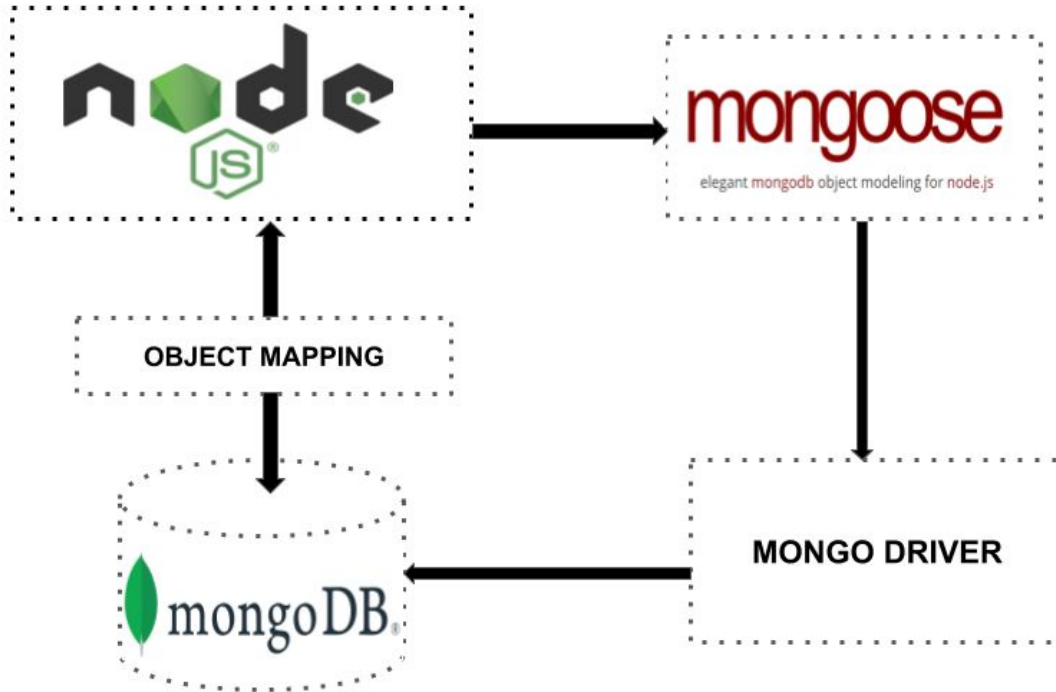 node
JS®
mongoose
elegant mongodb object modeling for node.js
OBJECT MAPPING
MONGO DRIVER
mongoDB®